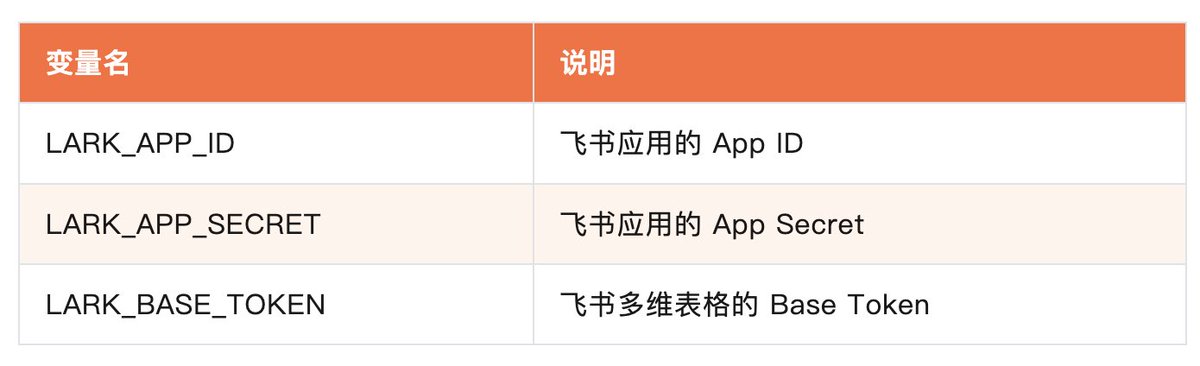 变量名 说明
LARK_APP_ID 飞书应用的 App ID
LARK_APP_SECRET 飞书应用的 App Secret
LARK_BASE_TOKEN 飞书多维表格的 Base Token